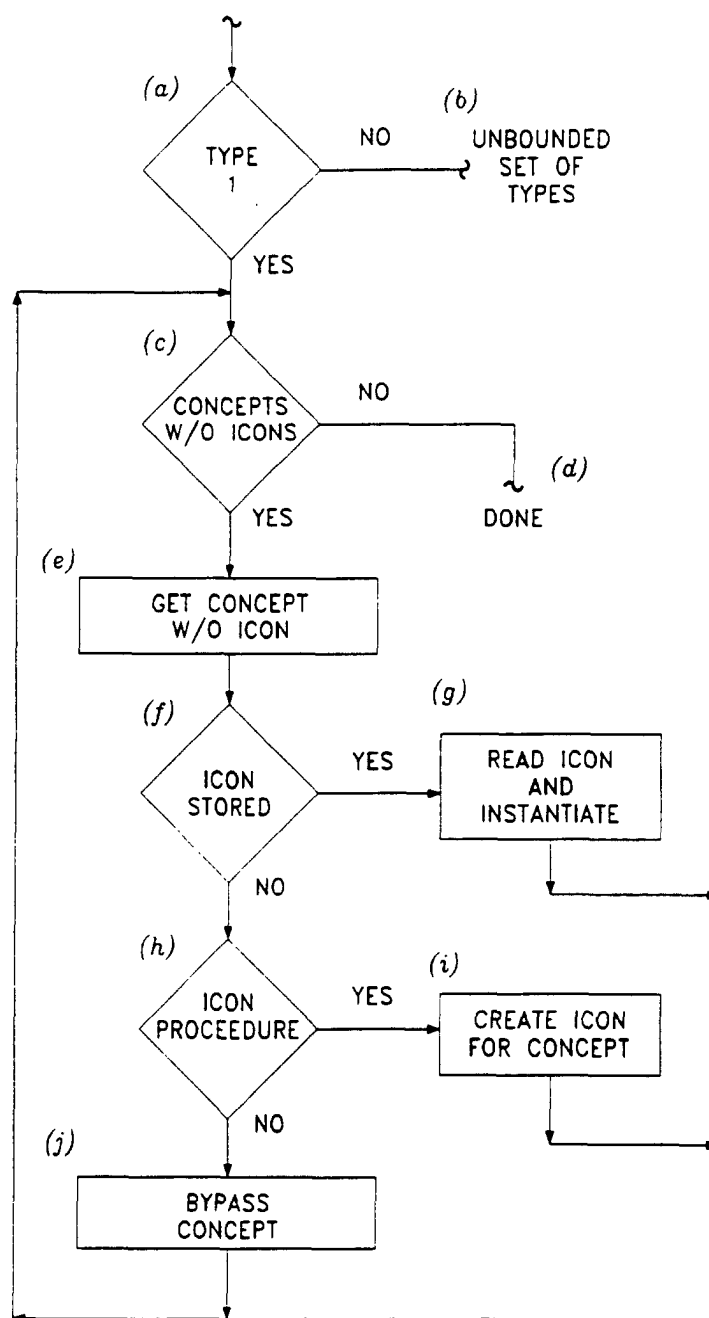 (a)
TYPE
1
NO
(b)
UNBOUNDED
SET OF
TYPES
YES
(c)
CONCEPTS
W/O ICONS
NO
(d)
DONE
YES
(e)
GET CONCEPT
W/O ICON
(f)
ICON
STORED
YES
(g)
READ ICON
AND
INSTANTIATE
NO
(h)
ICON
PROCEEDURE
YES
(i)
CREATE ICON
FOR CONCEPT
NO
(j)
BYPASS
CONCEPT